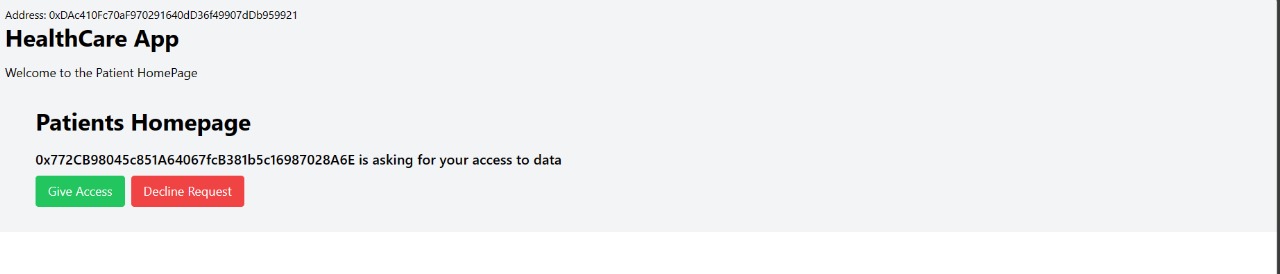 Address: 0xDAc410Fc70aF970291640dD36f49907dDb959921
HealthCare App
Welcome to the Patient HomePage
Patients Homepage
0x772CB98045c851A64067fcB381b5c16987028A6E is asking for your access to data
Give Access Decline Request